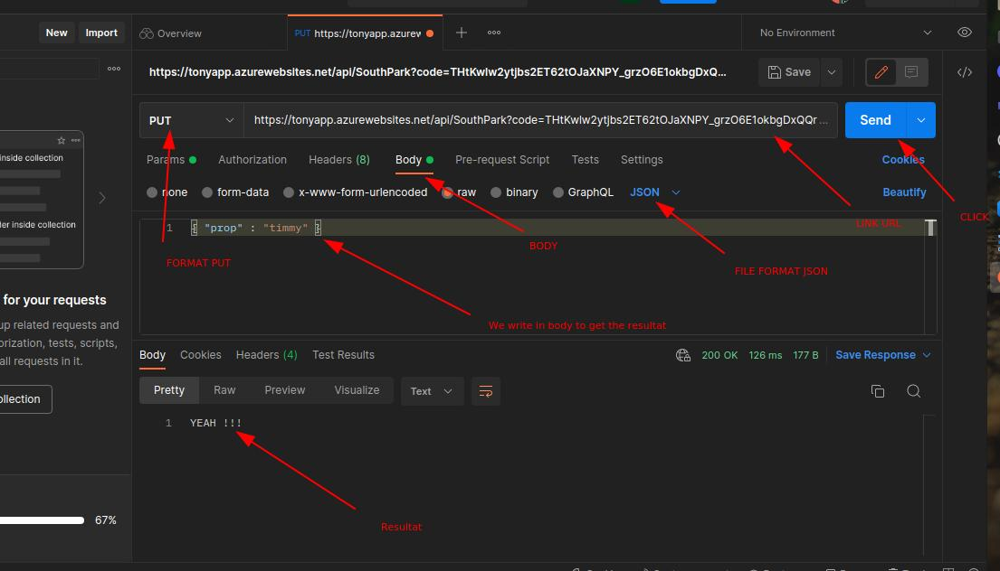 New
Import
Overview
PUT https://tonyapp.azurew
No Environment
https://tonyapp.azurewebsites.net/api/SouthPark?code=THtKwlw2ytjbs2ET62tOJaXNPY_grzO6E1okbgDxQ...
Save
PUT
https://tonyapp.azurewebsites.net/api/SouthPark?code=THtKwlw2ytjbs2ET62tOJaXNPY_grzO6E1okbgDxQQr ...
Send
inside collection
Params
Authorization
Headers (8)
Body
Pre-request Script
Tests
Settings
Cookies
none
form-data
x-www-form-urlencoded
raw
binary
GraphQL
JSON
Beautify
CLICK
der inside collection
1 { "prop" : "timmy" }
LINK URL
BODY
FORMAT PUT
FILE FORMAT JSON
for your requests
up related requests and
orization, tests, scripts,
all requests in it.
We write in body to get the resultat
Body
Cookies
Headers (4)
Test Results
200 OK
126 ms
177 B
Save Response
ollection
Pretty
Raw
Preview
Visualize
Text
1 YEAH !!!
67%
Resultat